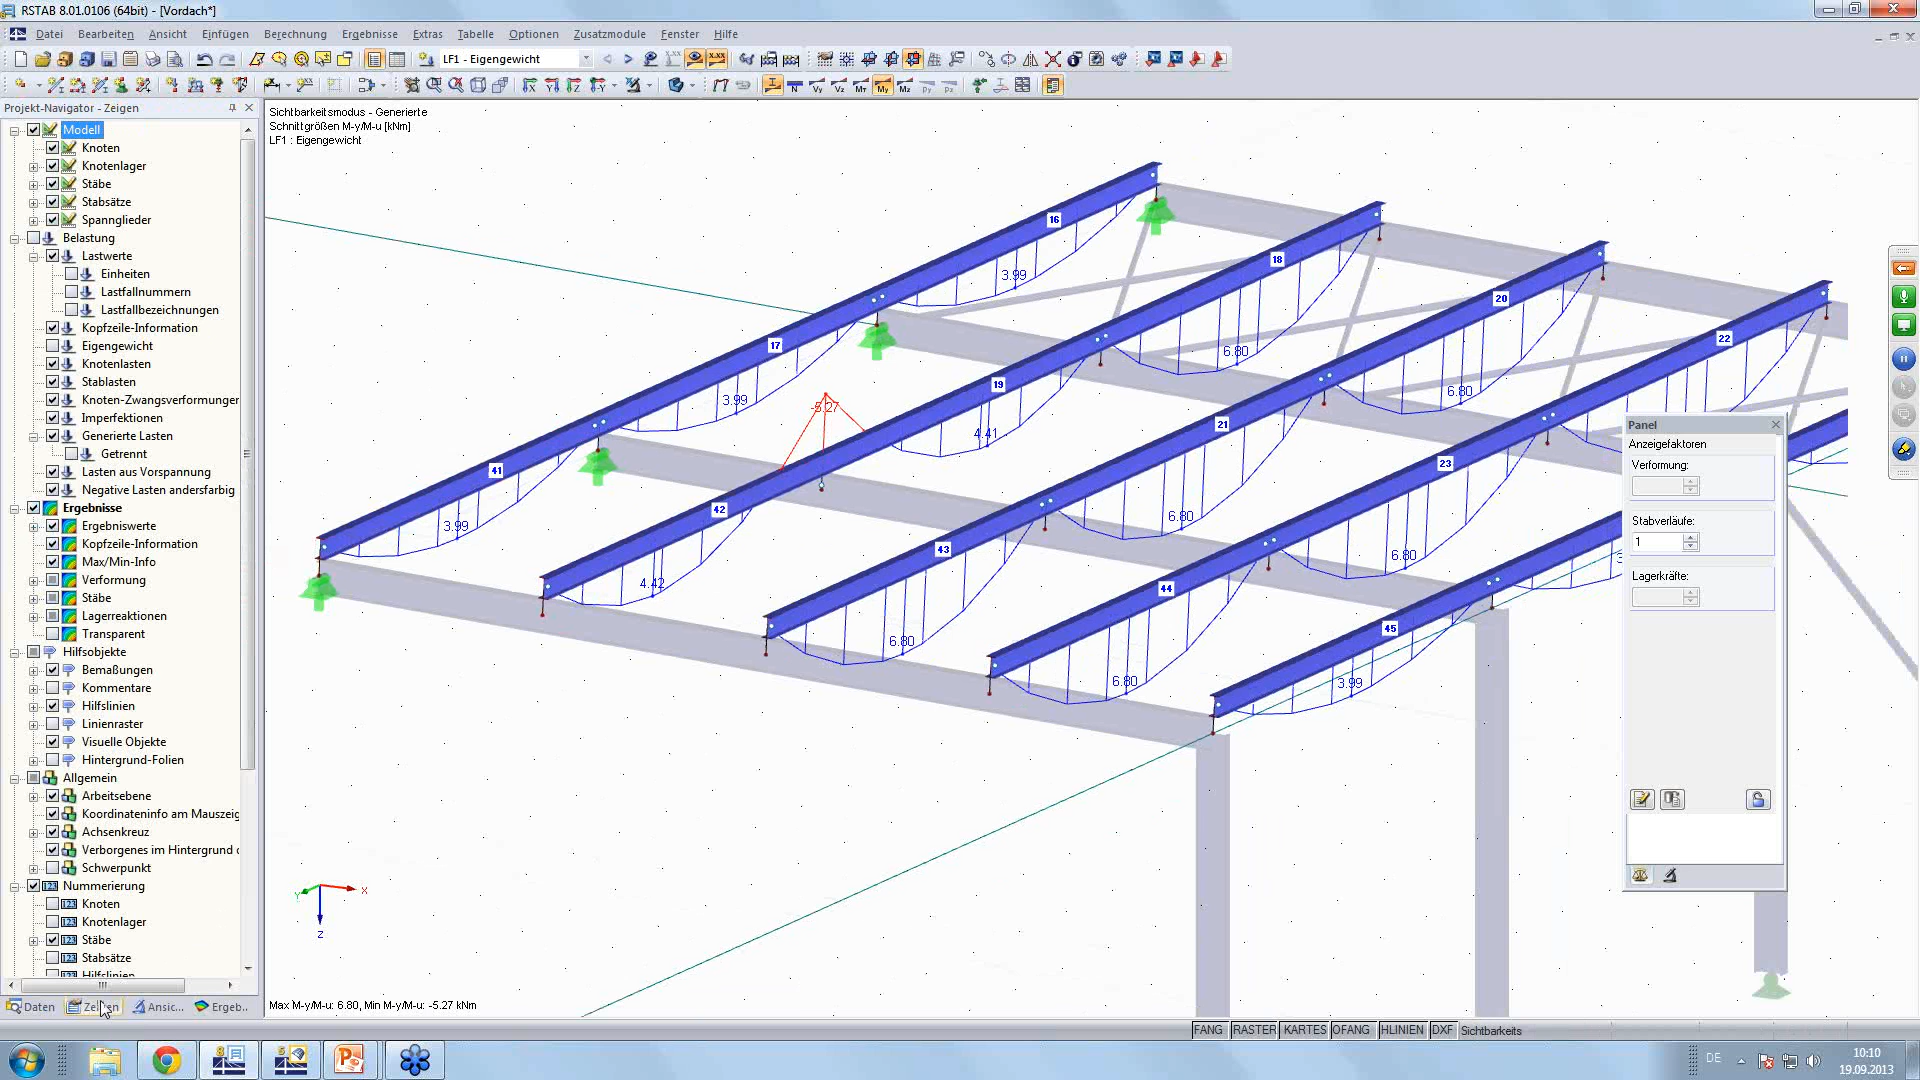 RSTAB 8.01.0106 (64bit) - [Vordach*]
Datei Bearbeiten Ansicht Einfügen Berechnung Ergebnisse Extras Tabelle Optionen Zusatzmodule Fenster Hilfe
LF1 - Eigengewicht
Projekt-Navigator - Zeigen
Modell
Knoten
Knotenlager
Stäbe
Stabsätze
Spannglieder
Belastung
Lastwerte
Einheiten
Lastfallnummern
Lastfallbezeichnungen
Kopfzeile-Information
Eigengewicht
Knotenlasten
Stablasten
Knoten-Zwangsverformunger
Imperfektionen
Generierte Lasten
Getrennt
Lasten aus Vorspannung
Negative Lasten andersfarbig
Ergebnisse
Ergebniswerte
Kopfzeile-Information
Max/Min-Info
Verformung
Stäbe
Lagerreaktionen
Transparent
Hilfsobjekte
Bemaßungen
Kommentare
Hilfslinien
Linienraster
Visuelle Objekte
Hintergrund-Folien
Allgemein
Arbeitsebene
Koordinateninfo am Mauszeig
Achsenkreuz
Verborgenes im Hintergrund
Schwerpunkt
Nummerierung
Knoten
Knotenlager
Stäbe
Stabsätze
Hilfslinien
Daten Zeigen Ansic... Ergeb..
Sichtbarkeitsmodus - Generierte
Schnittgrößen M-y/M-u [kNm]
LF1 : Eigengewicht
16
3.99
18
17
20
22
6.80
19
3.99
6.80
-5.27
21
4.41
41
23
42
6.80
3.99
43
6.80
4.42
44
45
6.80
6.80
3.99
X
Y
Z
Max M-y/M-u: 6.80, Min M-y/M-u: -5.27 kNm
Panel
Anzeigefaktoren
Verformung:
Stabverläufe:
1
Lagerkräfte:
FANG RASTER KARTES OFANG HLINIEN DXF Sichtbarkeits
DE
10:10
19.09.2013